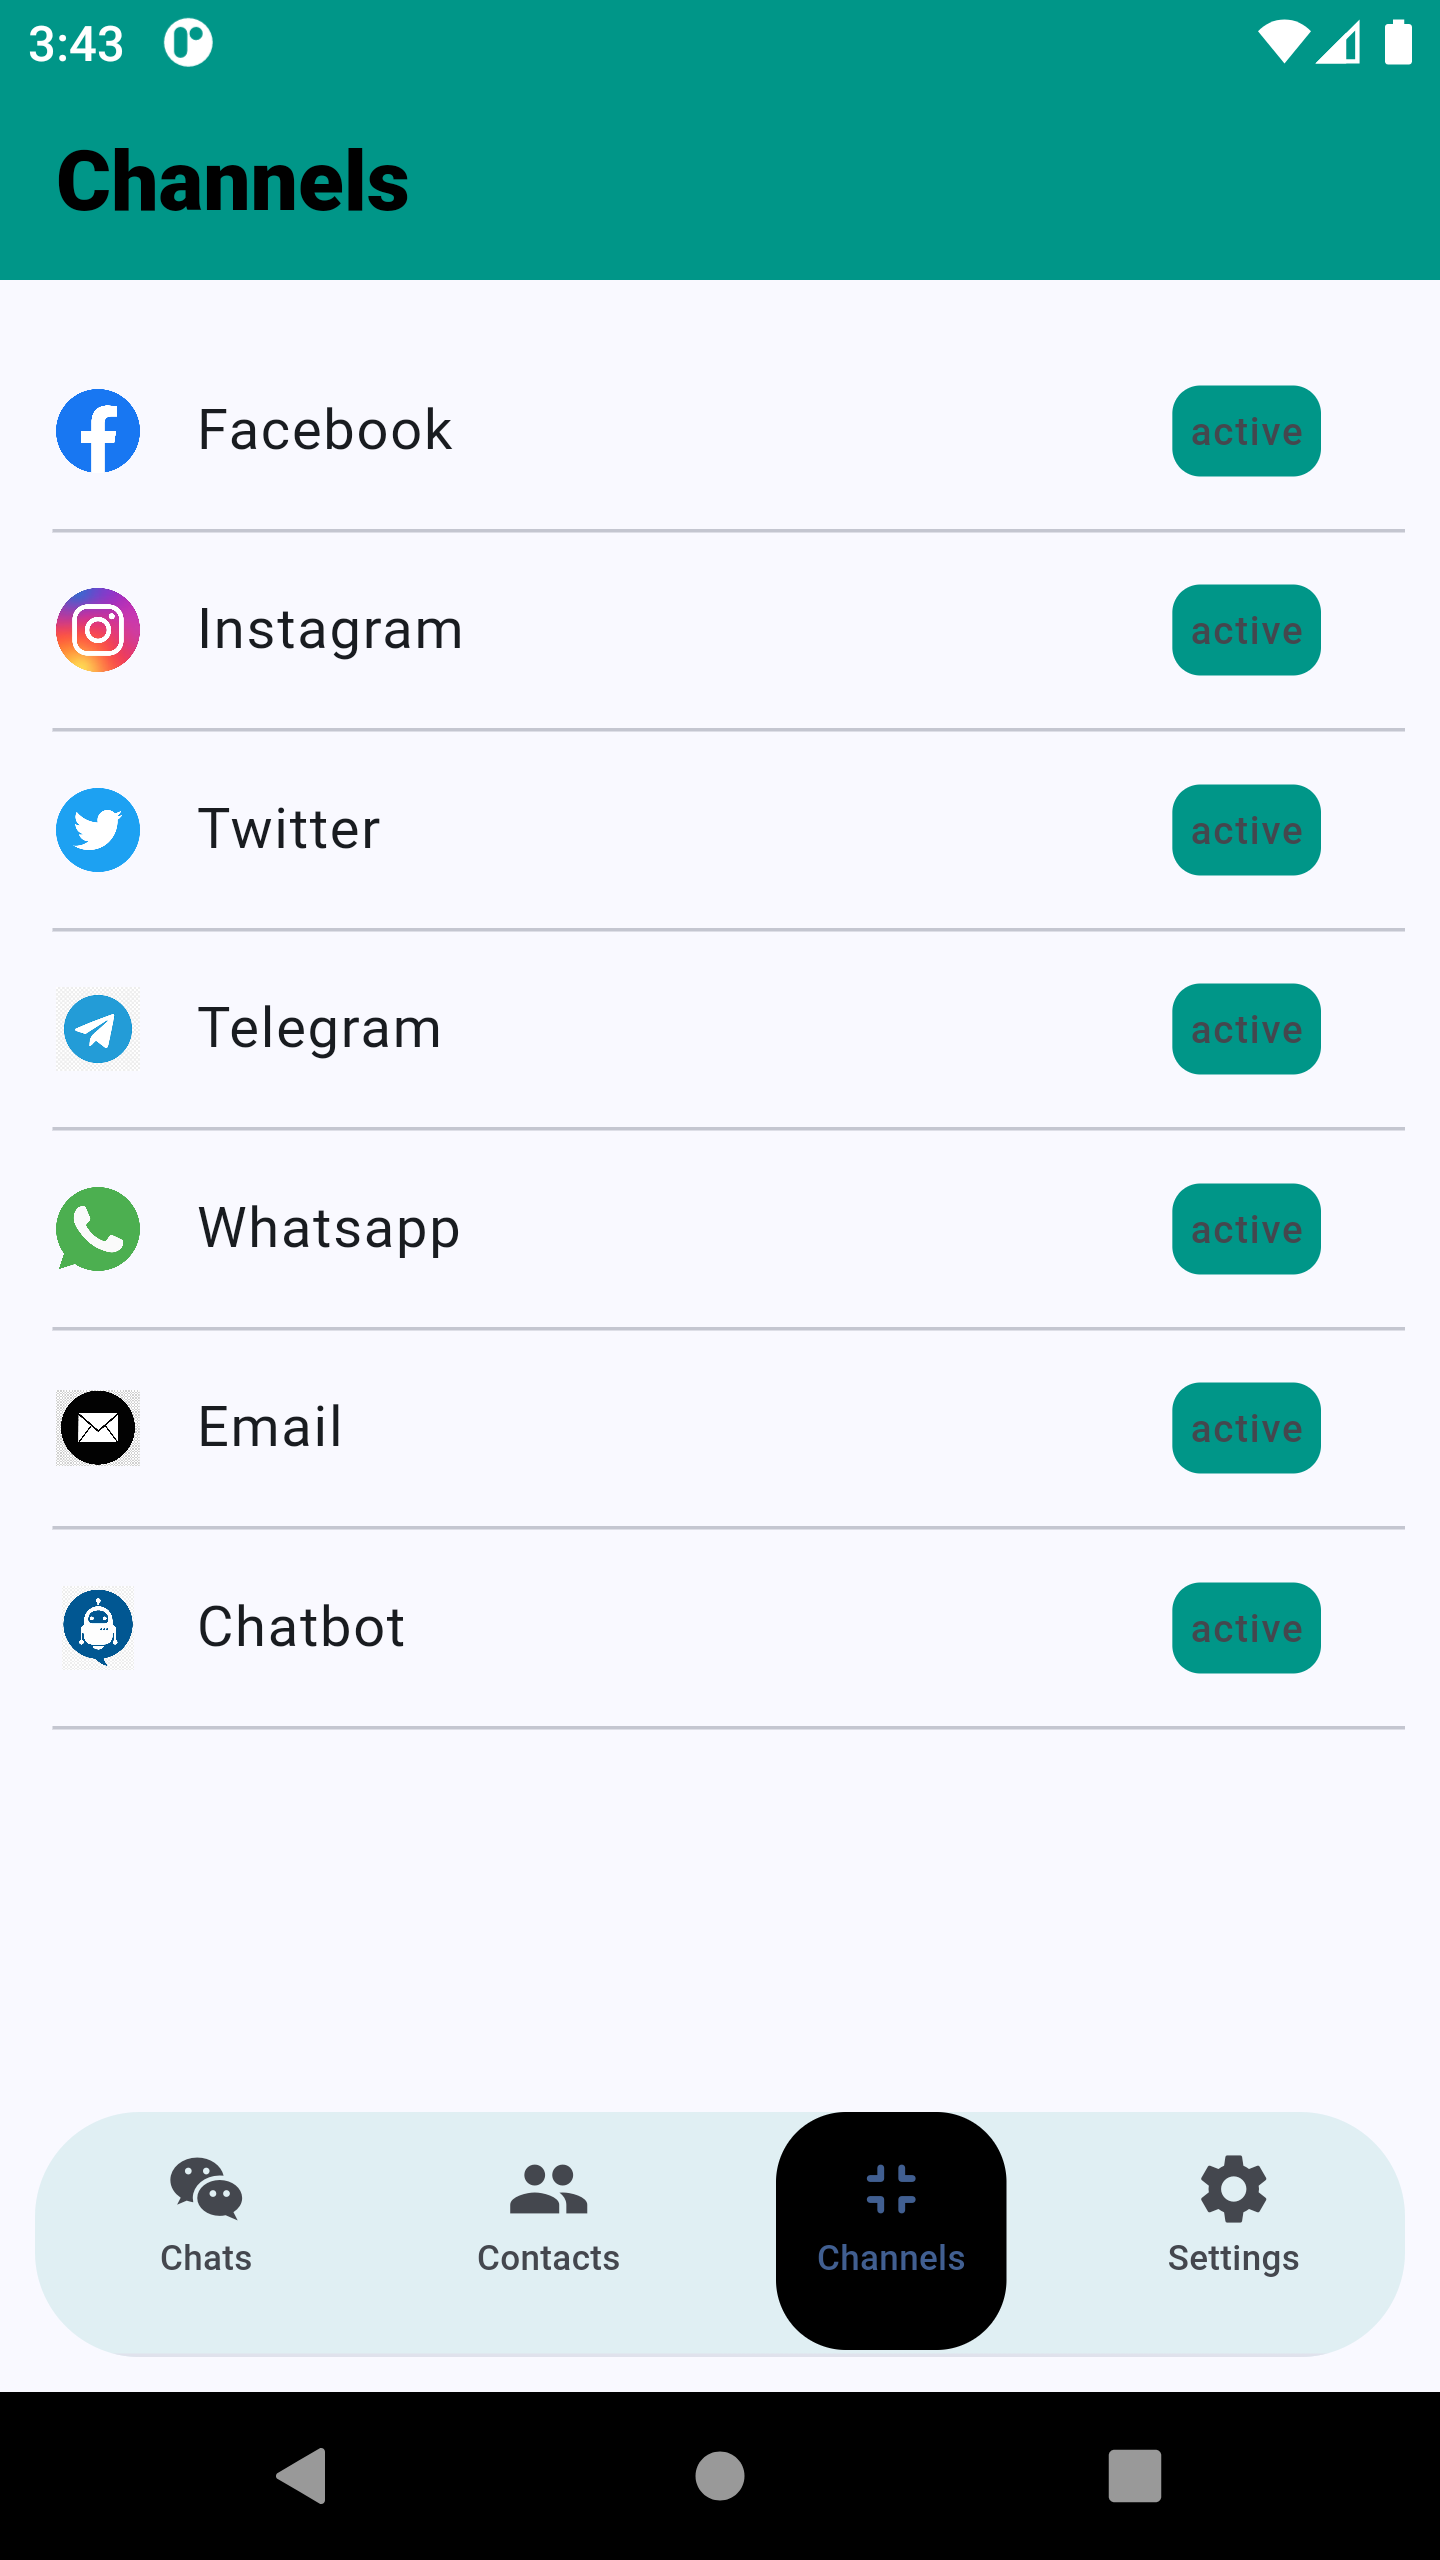 3:43
Channels
Facebook active
Instagram active
Twitter active
Telegram active
Whatsapp active
Email active
Chatbot active
Chats Contacts Channels Settings